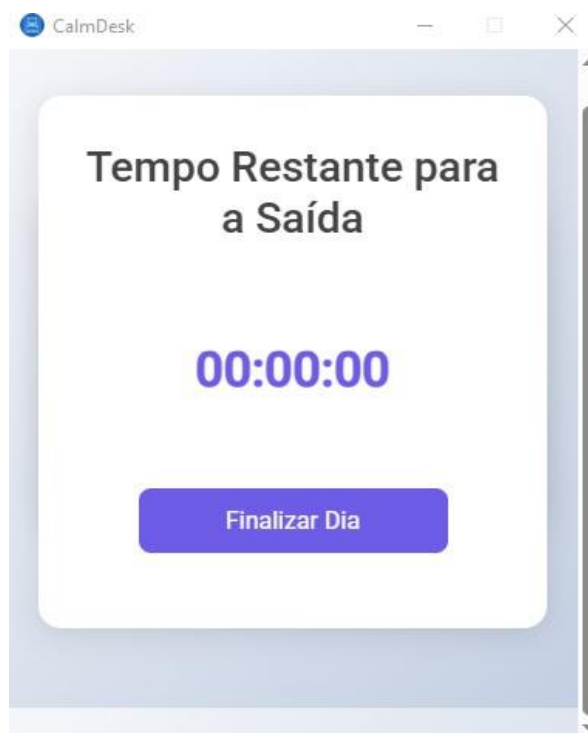 CalmDesk
Tempo Restante para
a Saída
00:00:00
Finalizar Dia